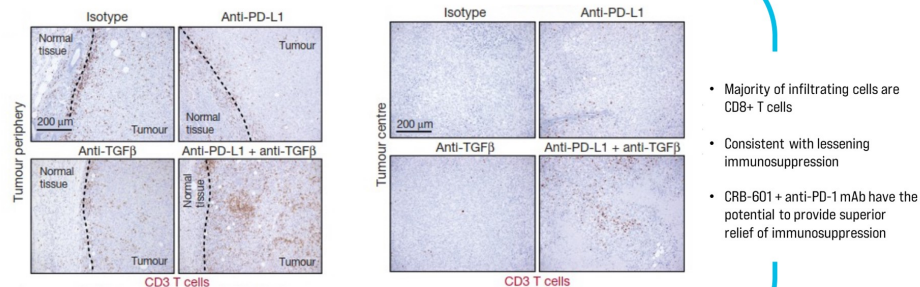 Isotype
Anti-PD-L1
Normal
tissue
Tumour
200 μm
Tumour
Normal
tissue
Anti-TGFβ
Anti-PD-L1 + anti-TGFβ
Normal
tissue
Tumour
Normal
tissue
Tumour
Tumour periphery
CD3 T cells
Isotype
Anti-PD-L1
200 μm
Anti-TGFβ
Anti-PD-L1 + anti-TGFβ
Tumour centre
CD3 T cells
• Majority of infiltrating cells are
CD8+ T cells
• Consistent with lessening
immunosuppression
• CRB-601 + anti-PD-1 mAb have the
potential to provide superior
relief of immunosuppression